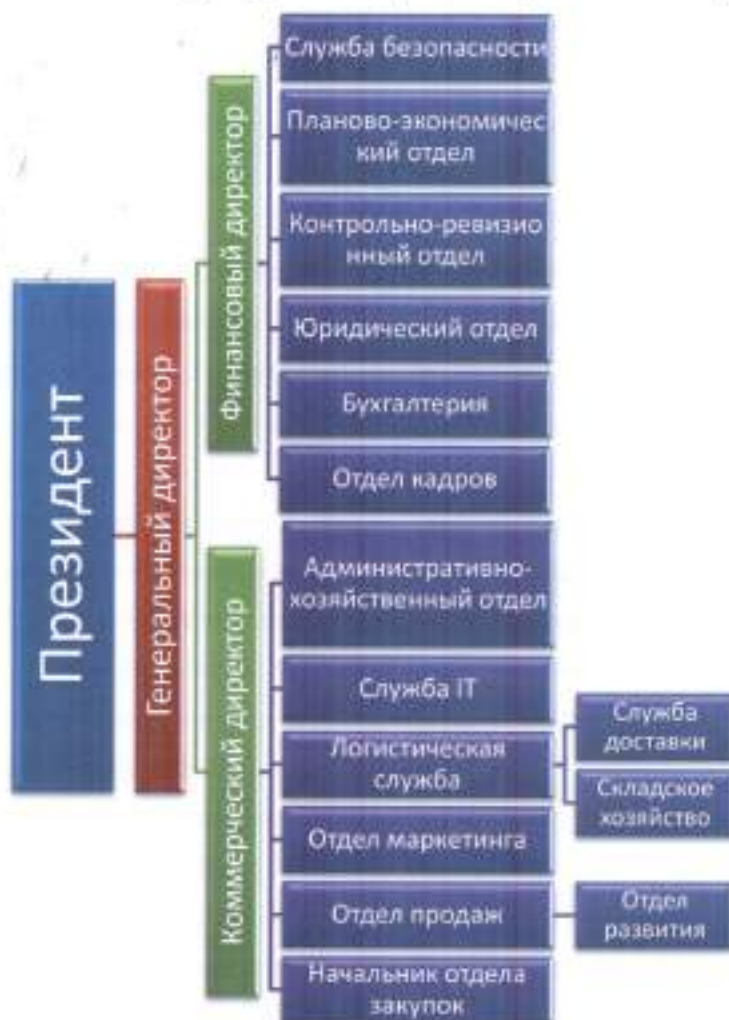 Президент
Генеральный директор
Финансовый директор
Служба безопасности
Планово-экономичес
кий отдел
Контрольно-ревизио
нный отдел
Юридический отдел
Бухгалтерия
Отдел кадров
Коммерческий директор
Административно-
хозяйственный отдел
Служба IT
Логистическая
служба
Служба
доставки
Складское
хозяйство
Отдел маркетинга
Отдел продаж
Отдел
развития
Начальник отдела
закупок